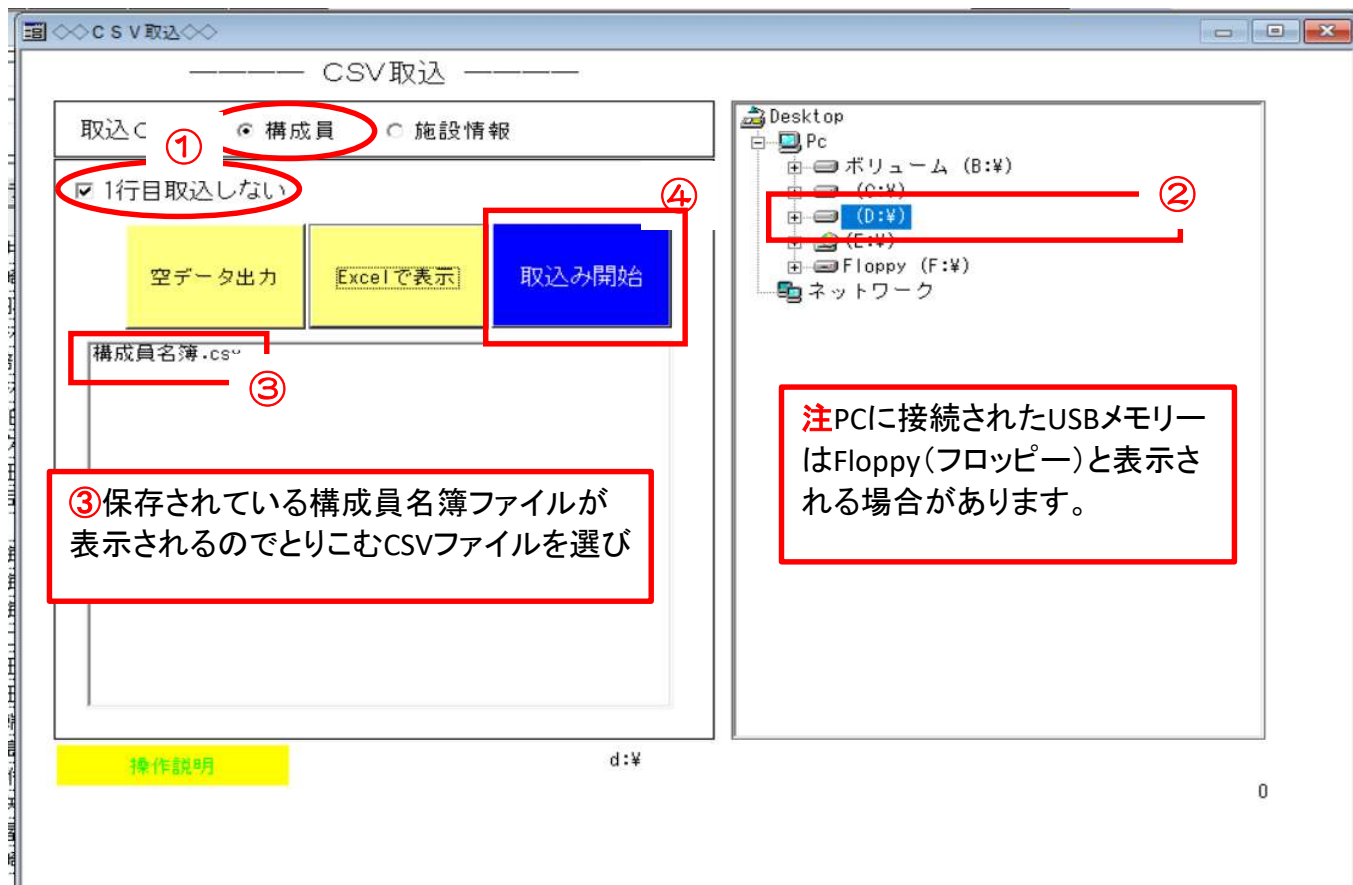 ◇◇CSV取込◇◇
———— CSV取込 ————
取込C
①
構成員
施設情報
1行目取込しない
④
空データ出力
Excelで表示
取込み開始
構成員名簿.csv
③
③保存されている構成員名簿ファイルが
表示されるのでとりこむCSVファイルを選び
操作説明
d:¥
Desktop
Pc
ボリューム (B:¥)
(C:¥)
②
(D:¥)
(E:¥)
Floppy (F:¥)
ネットワーク
注PCに接続されたUSBメモリー
はFloppy(フロッピー)と表示さ
れる場合があります。
0